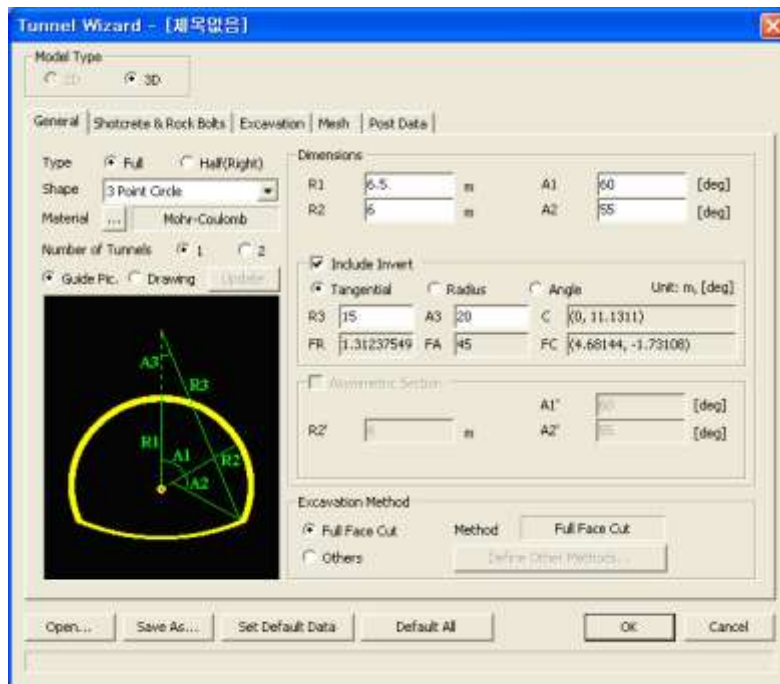 Tunnel Wizard - [제목없음]
Model Type
2D 3D
General Shotcrete & Rock Bolts Excavation Mesh Post Data
Type Full Half(Right)
Shape 3 Point Circle
Material ... Mohr-Coulomb
Number of Tunnels 1 2
Guide Pic. Drawing Update
A3
R3
R1 A1 R2
A2
Dimensions
R1 6.5 m A1 60 [deg]
R2 6 m A2 55 [deg]
Include Invert
Tangential Radius Angle Unit: m, [deg]
R3 15 A3 20 C (0, 11.1311)
FR 1.31237549 FA 45 FC (4.68144, -1.73108)
Asymmetric Section
A1' 60 [deg]
R2' 6 m A2' 55 [deg]
Excavation Method
Full Face Cut Method Full Face Cut
Others Define Other Methods...
Open... Save As... Set Default Data Default All OK Cancel